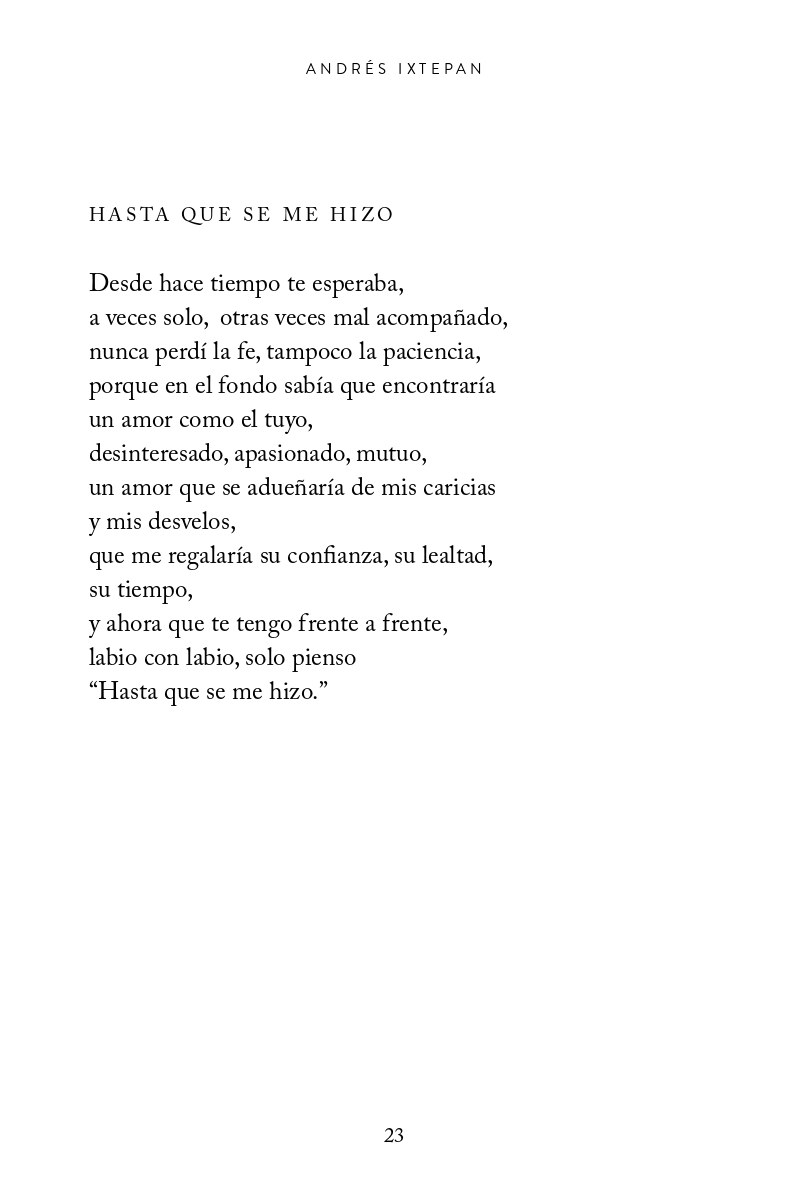 ANDRÉS IXTEPAN
HASTA QUE SE ME HIZO
Desde hace tiempo te esperaba,
a veces solo,  otras veces mal acompañado,
nunca perdí la fe, tampoco la paciencia,
porque en el fondo sabía que encontraría
un amor como el tuyo,
desinteresado, apasionado, mutuo,
un amor que se adueñaría de mis caricias
y mis desvelos,
que me regalaría su confianza, su lealtad,
su tiempo,
y ahora que te tengo frente a frente,
labio con labio, solo pienso
“Hasta que se me hizo.”
23